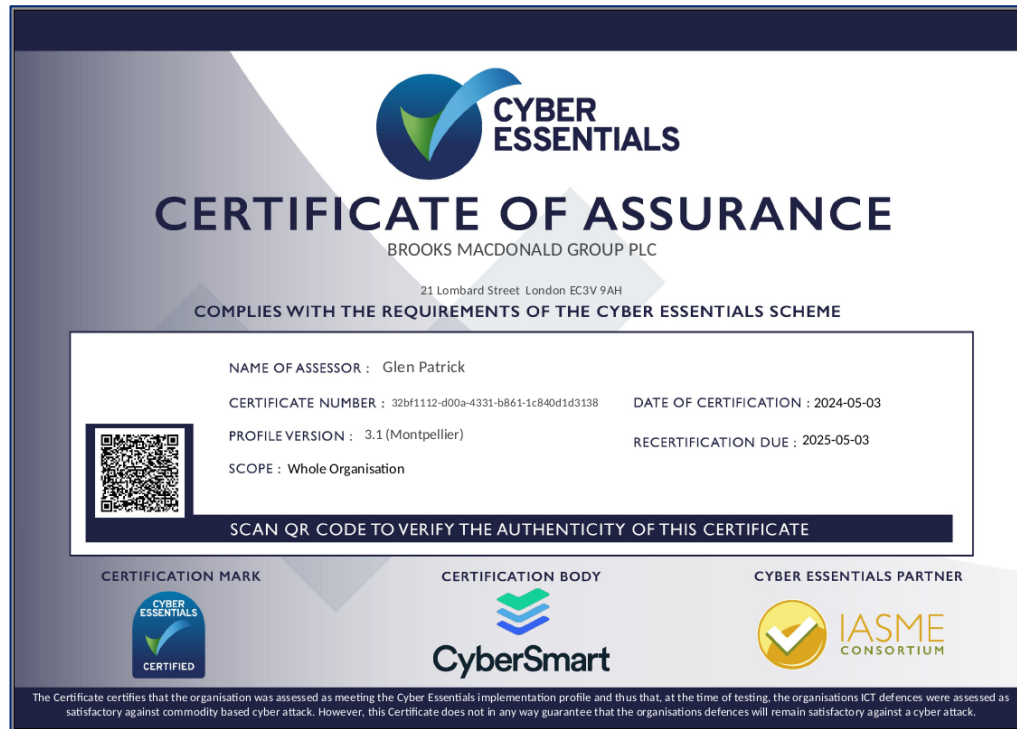 CYBER
ESSENTIALS
CERTIFICATE OF ASSURANCE
BROOKS MACDONALD GROUP PLC
21 Lombard Street London EC3V 9AH
COMPLIES WITH THE REQUIREMENTS OF THE CYBER ESSENTIALS SCHEME
NAME OF ASSESSOR : Glen Patrick
CERTIFICATE NUMBER : 32bf1112-d00a-4331-b861-1c840d1d3138
DATE OF CERTIFICATION : 2024-05-03
PROFILE VERSION : 3.1 (Montpellier)
RECERTIFICATION DUE : 2025-05-03
SCOPE : Whole Organisation
SCAN QR CODE TO VERIFY THE AUTHENTICITY OF THIS CERTIFICATE
CERTIFICATION MARK
CERTIFICATION BODY
CYBER ESSENTIALS PARTNER
CYBER
ESSENTIALS
CERTIFIED
CyberSmart
IASME
CONSORTIUM
The Certificate certifies that the organisation was assessed as meeting the Cyber Essentials implementation profile and thus that, at the time of testing, the organisations ICT defences were assessed as
satisfactory against commodity based cyber attack. However, this Certificate does not in any way guarantee that the organisations defences will remain satisfactory against a cyber attack.